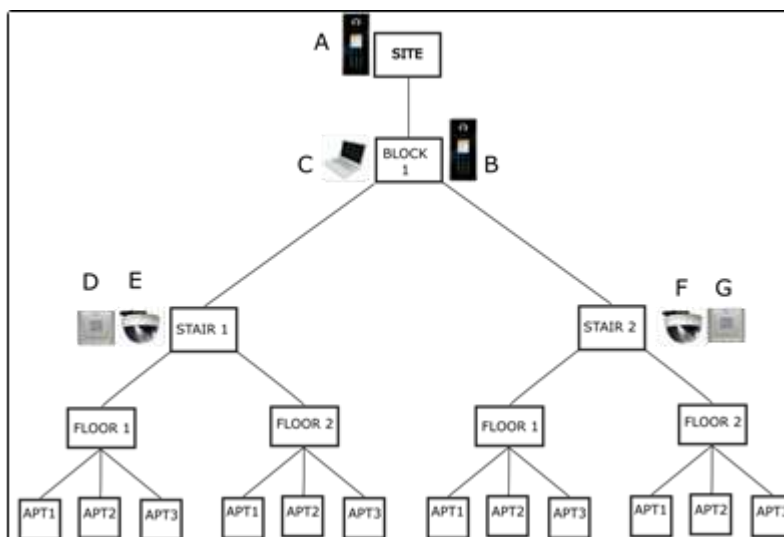 A
SITE
C
BLOCK
1
B
D
E
F
G
STAIR 1
STAIR 2
FLOOR 1
FLOOR 2
FLOOR 1
FLOOR 2
APT1
APT2
APT3
APT1
APT2
APT3
APT1
APT2
APT3
APT1
APT2
APT3